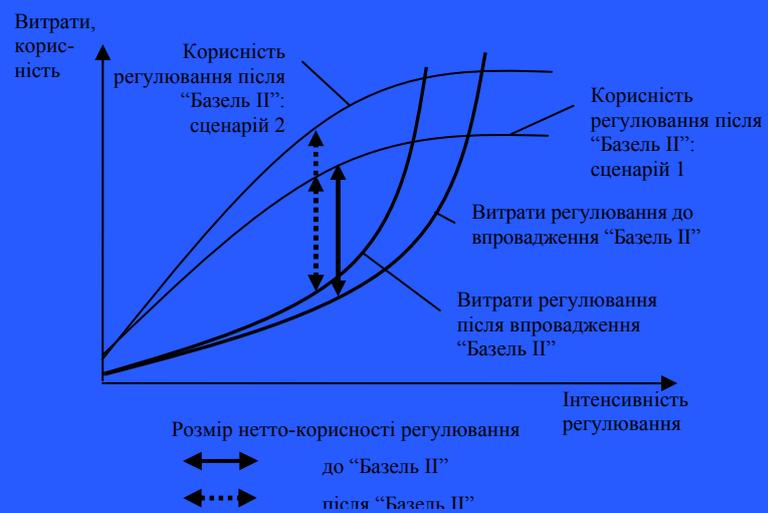 Витрати,
корис-
ність
Корисність
регулювання після
“Базель ІІ”:
сценарій 2
Корисність
регулювання після
“Базель ІІ”:
сценарій 1
Витрати регулювання до
впровадження “Базель ІІ”
Витрати регулювання
після впровадження
“Базель ІІ”
Інтенсивність
регулювання
Розмір нетто-корисності регулювання
до “Базель ІІ”
після “Базель ІІ”